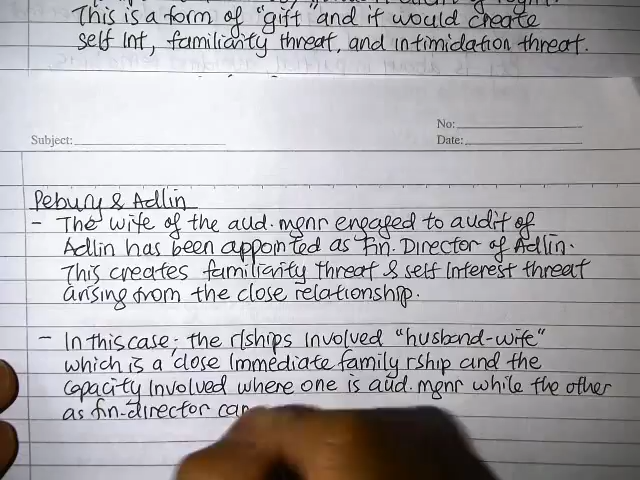 This is a form of "gift" and it would create
self int, familiarity threat, and intimidation threat.
No:
Subject:
Date:
Pebury & Adlin
- The wife of the aud. mgnr engaged to audit of
Adlin has been appointed as Fin. Director of Adlin.
This creates familiarity threat & self interest threat
arising from the close relationship.
- In this case, the r/ships involved "husband-wife"
which is a close immediate family rship and the
capacity involved where one is aud. mgnr while the other
as fin-director can